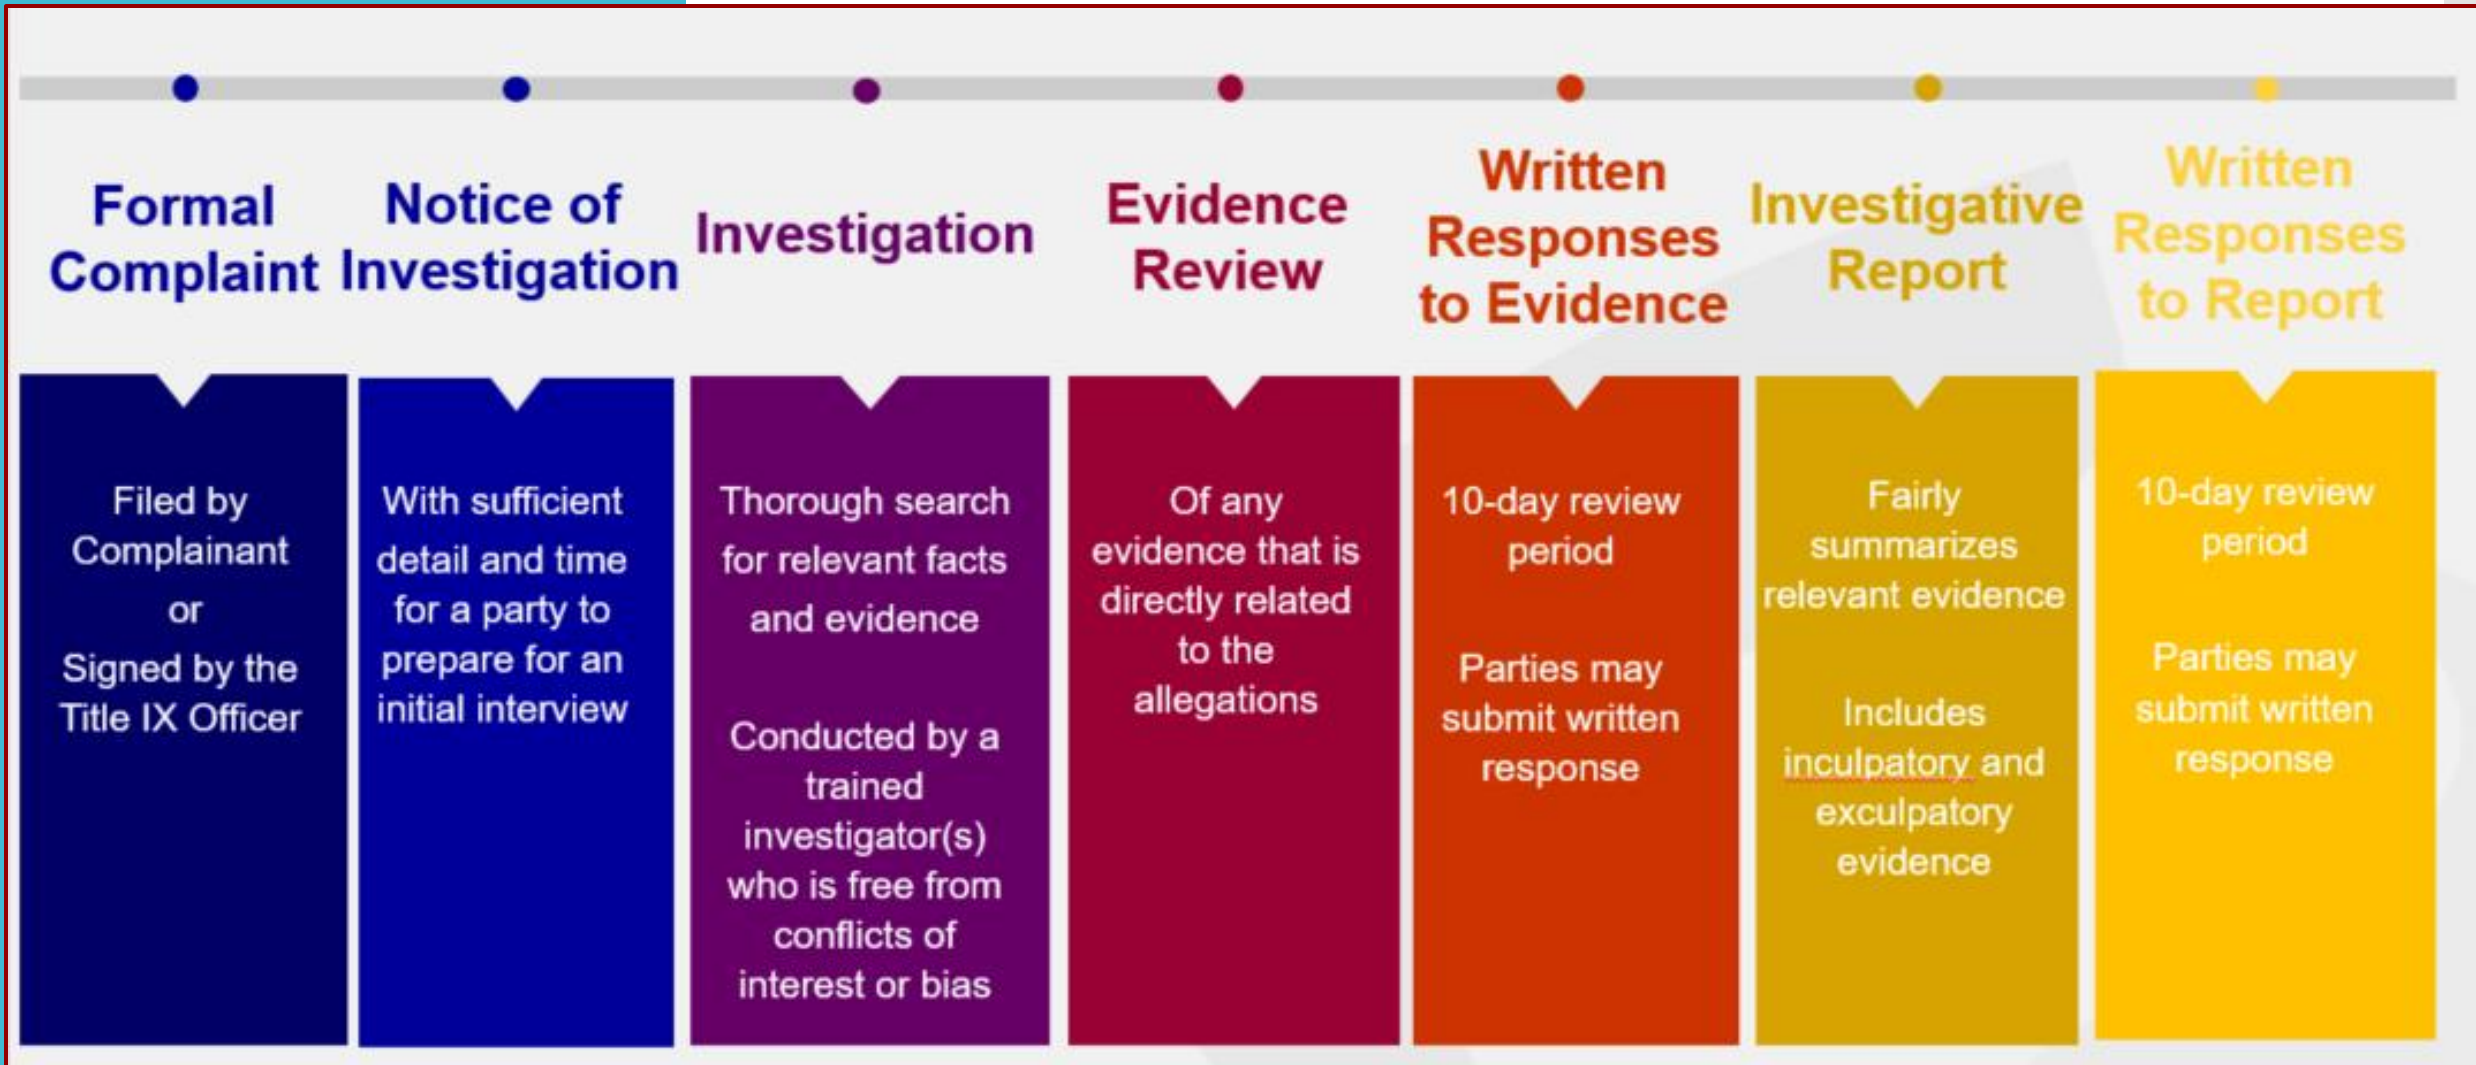 Formal
Complaint
Filed by
Complainant
or
Signed by the
Title IX Officer
Notice of
Investigation
With sufficient
detail and time
for a party to
prepare for an
initial interview
Investigation
Thorough search
for relevant facts
and evidence
Conducted by a
trained
investigator(s)
who is free from
conflicts of
interest or bias
Evidence
Review
Of any
evidence that is
directly related
to the
allegations
Written
Responses
to Evidence
10-day review
period
Parties may
submit written
response
Investigative
Report
Fairly
summarizes
relevant evidence
Includes
inculpatory and
exculpatory
evidence
Written
Responses
to Report
10-day review
period
Parties may
submit written
response